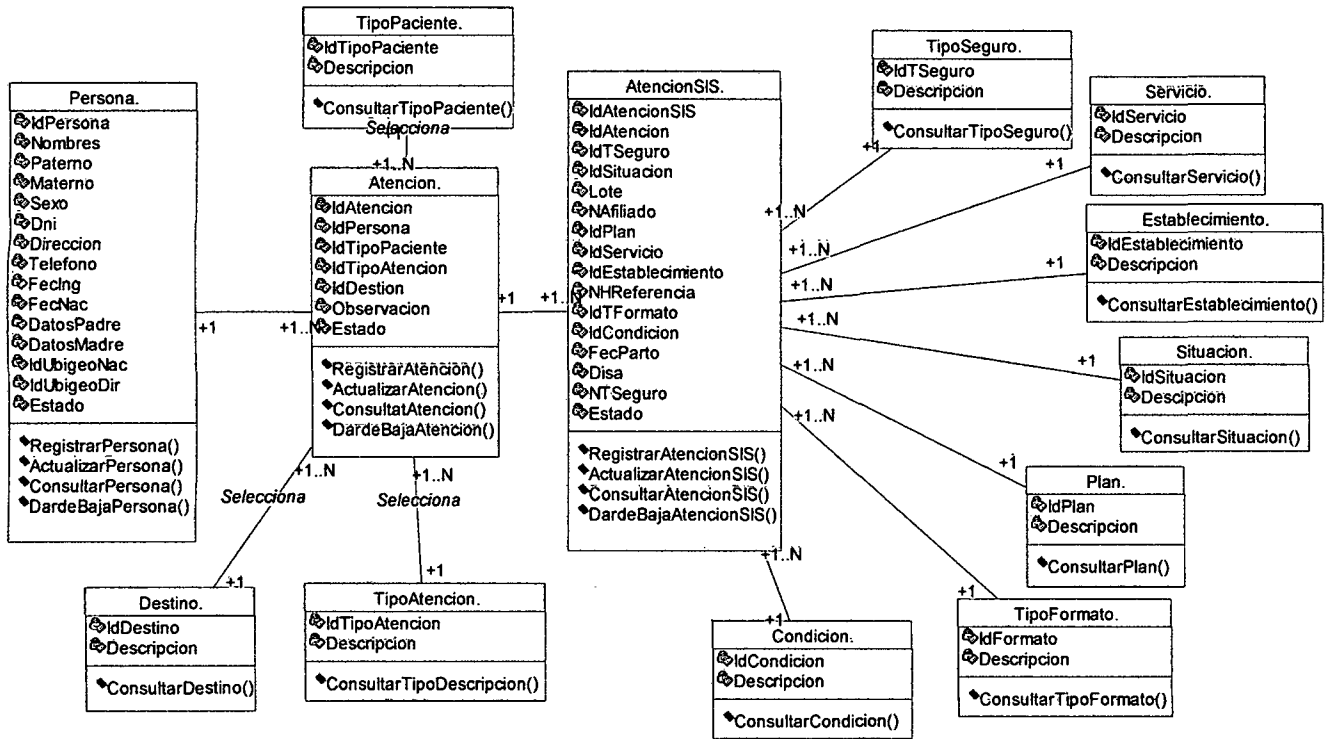 TipoPaciente.
IdTipoPaciente
Descripcion
ConsultarTipoPaciente()
Selecciona
+1
+1..N
Persona.
IdPersona
Nombres
Paterno
Materno
Sexo
Dni
Direccion
Telefono
FecIng
FecNac
DatosPadre
DatosMadre
IdUbigeoNac
IdUbigeoDir
Estado
RegistrarPersona()
ActualizarPersona()
ConsultarPersona()
DardeBajaPersona()
+1
+1..N
Atencion.
IdAtencion
IdPersona
IdTipoPaciente
IdTipoAtencion
IdDestion
Observacion
Estado
RegistrarAtencion()
ActualizarAtencion()
ConsultatAtencion()
DardeBajaAtencion()
+1
+1..N
+1..N
Selecciona
+1
+1..N
Selecciona
+1
Destino.
IdDestino
Descripcion
ConsultarDestino()
TipoAtencion.
IdTipoAtencion
Descripcion
ConsultarTipoDescripcion()
AtencionSIS.
IdAtencionSIS
IdAtencion
IdTSeguro
IdSituacion
Lote
NAfiliado
IdPlan
IdServicio
IdEstablecimiento
NHReferencia
IdTFormato
IdCondicion
FecParto
Disa
NTSeguro
Estado
RegistrarAtencionSIS()
ActualizarAtencionSIS()
ConsultarAtencionSIS()
DardeBajaAtencionSIS()
TipoSeguro.
IdTSeguro
Descripcion
ConsultarTipoSeguro()
+1
+1..N
Servicio.
IdServicio
Descripcion
ConsultarServicio()
+1
+1..N
Establecimiento.
IdEstablecimiento
Descripcion
ConsultarEstablecimiento()
+1
+1..N
Situacion.
IdSituacion
Descipcion
ConsultarSituacion()
+1
+1..N
Plan.
IdPlan
Descripcion
ConsultarPlan()
+1
+1..N
TipoFormato.
IdFormato
Descripcion
ConsultarTipoFormato()
+1
+1..N
Condicion.
IdCondicion
Descripcion
ConsultarCondicion()
+1
+1..N